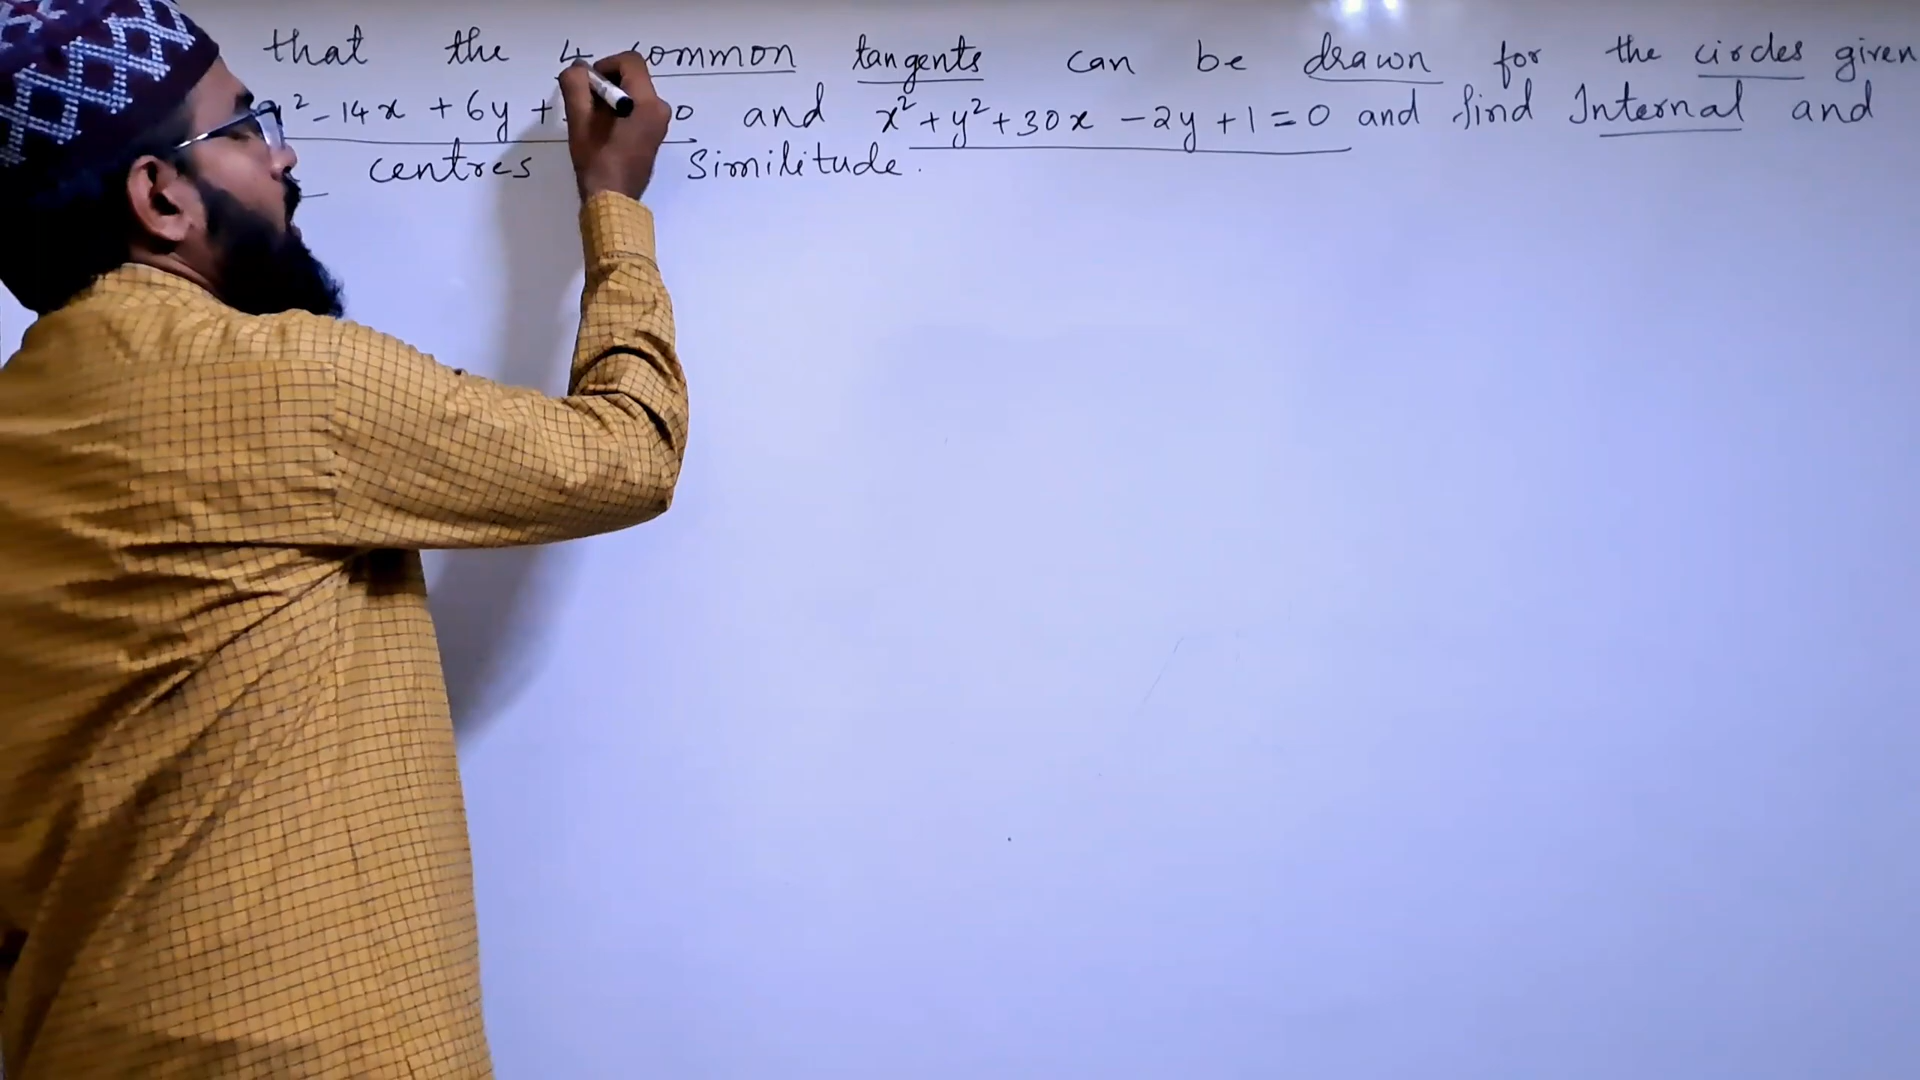 that the 4 common tangents can be drawn for the circles given
y² - 14x + 6y + 0 and x² + y² + 30x - 2y + 1 = 0 and find Internal and
centres Similitude.